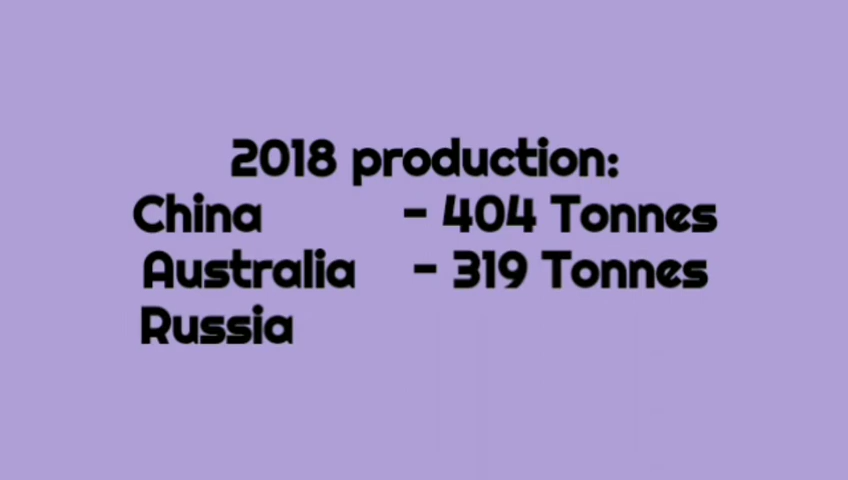 2018 production:
China - 404 Tonnes
Australia - 319 Tonnes
Russia